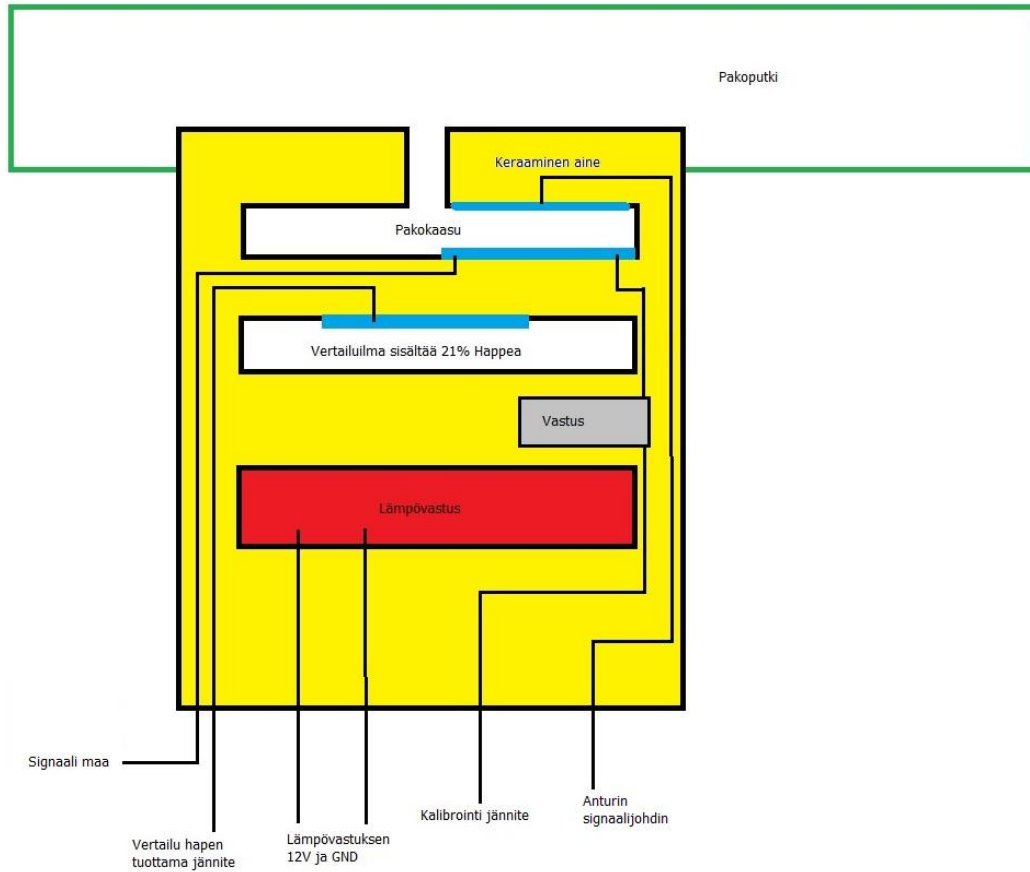 Pakoputki
Keraaminen aine
Pakokaasu
Vertailuilma sisältää 21% Happea
Vastus
Lämpövastus
Signaali maa
Vertailu hapen
tuottama jännite
Lämpövastuksen
12V ja GND
Kalibrointi jännite
Anturin
signaalijohdin